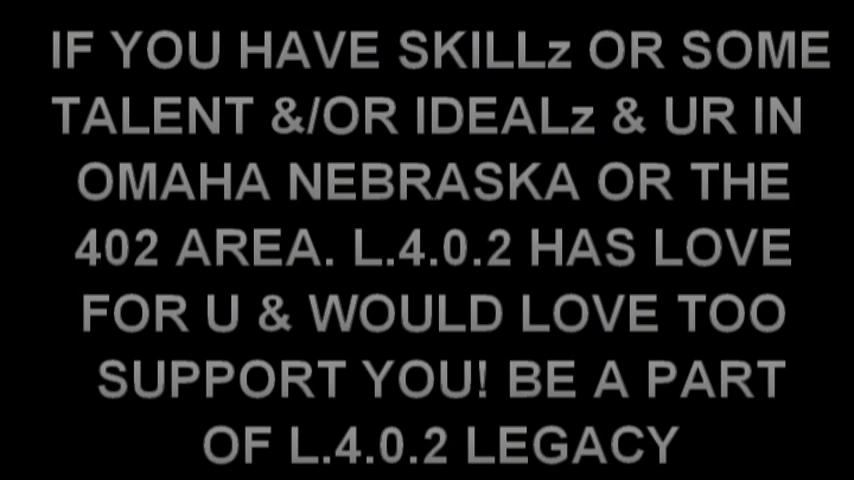 IF YOU HAVE SKILLz OR SOME
TALENT &/OR IDEALz & UR IN
OMAHA NEBRASKA OR THE
402 AREA. L.4.0.2 HAS LOVE
FOR U & WOULD LOVE TOO
SUPPORT YOU! BE A PART
OF L.4.0.2 LEGACY